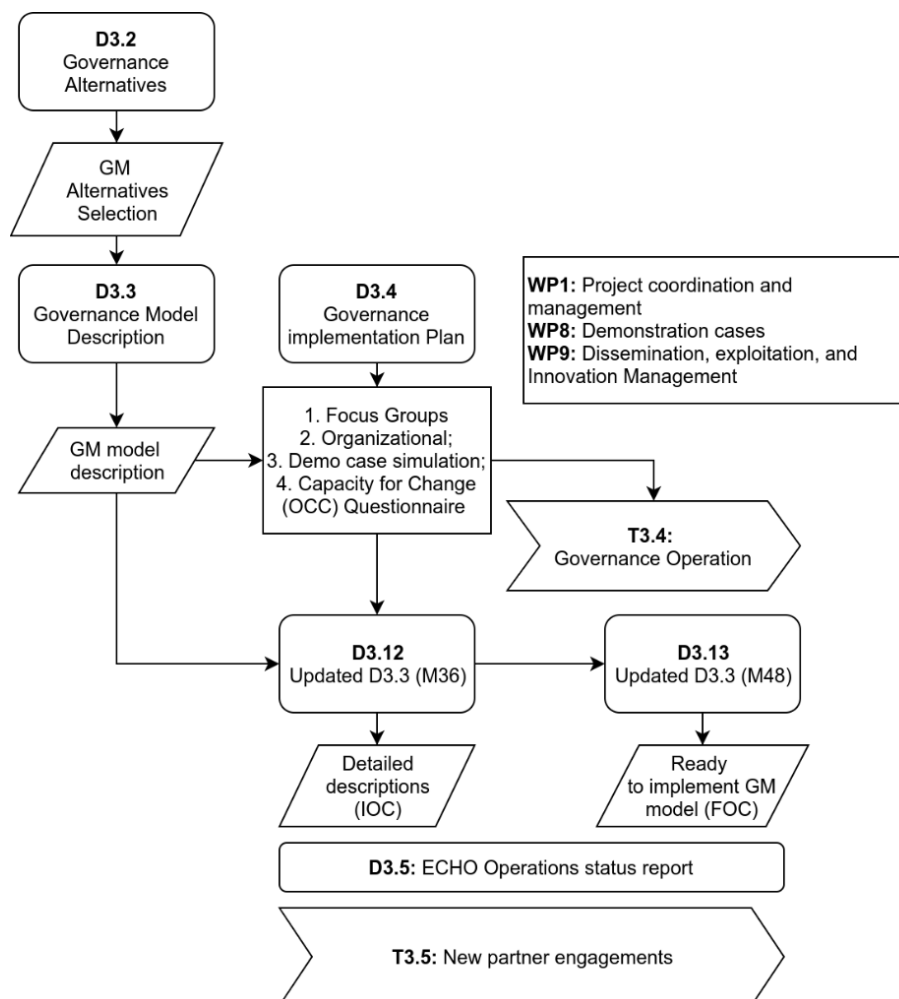 D3.2
Governance
Alternatives
GM
Alternatives
Selection
D3.3
Governance Model
Description
D3.4
Governance
implementation Plan
WP1: Project coordination and
management
WP8: Demonstration cases
WP9: Dissemination, exploitation, and
Innovation Management
GM model
description
1. Focus Groups
2. Organizational;
3. Demo case simulation;
4. Capacity for Change
(OCC) Questionnaire
T3.4:
Governance Operation
D3.12
Updated D3.3 (M36)
D3.13
Updated D3.3 (M48)
Detailed
descriptions
(IOC)
Ready
to implement GM
model (FOC)
D3.5: ECHO Operations status report
T3.5: New partner engagements